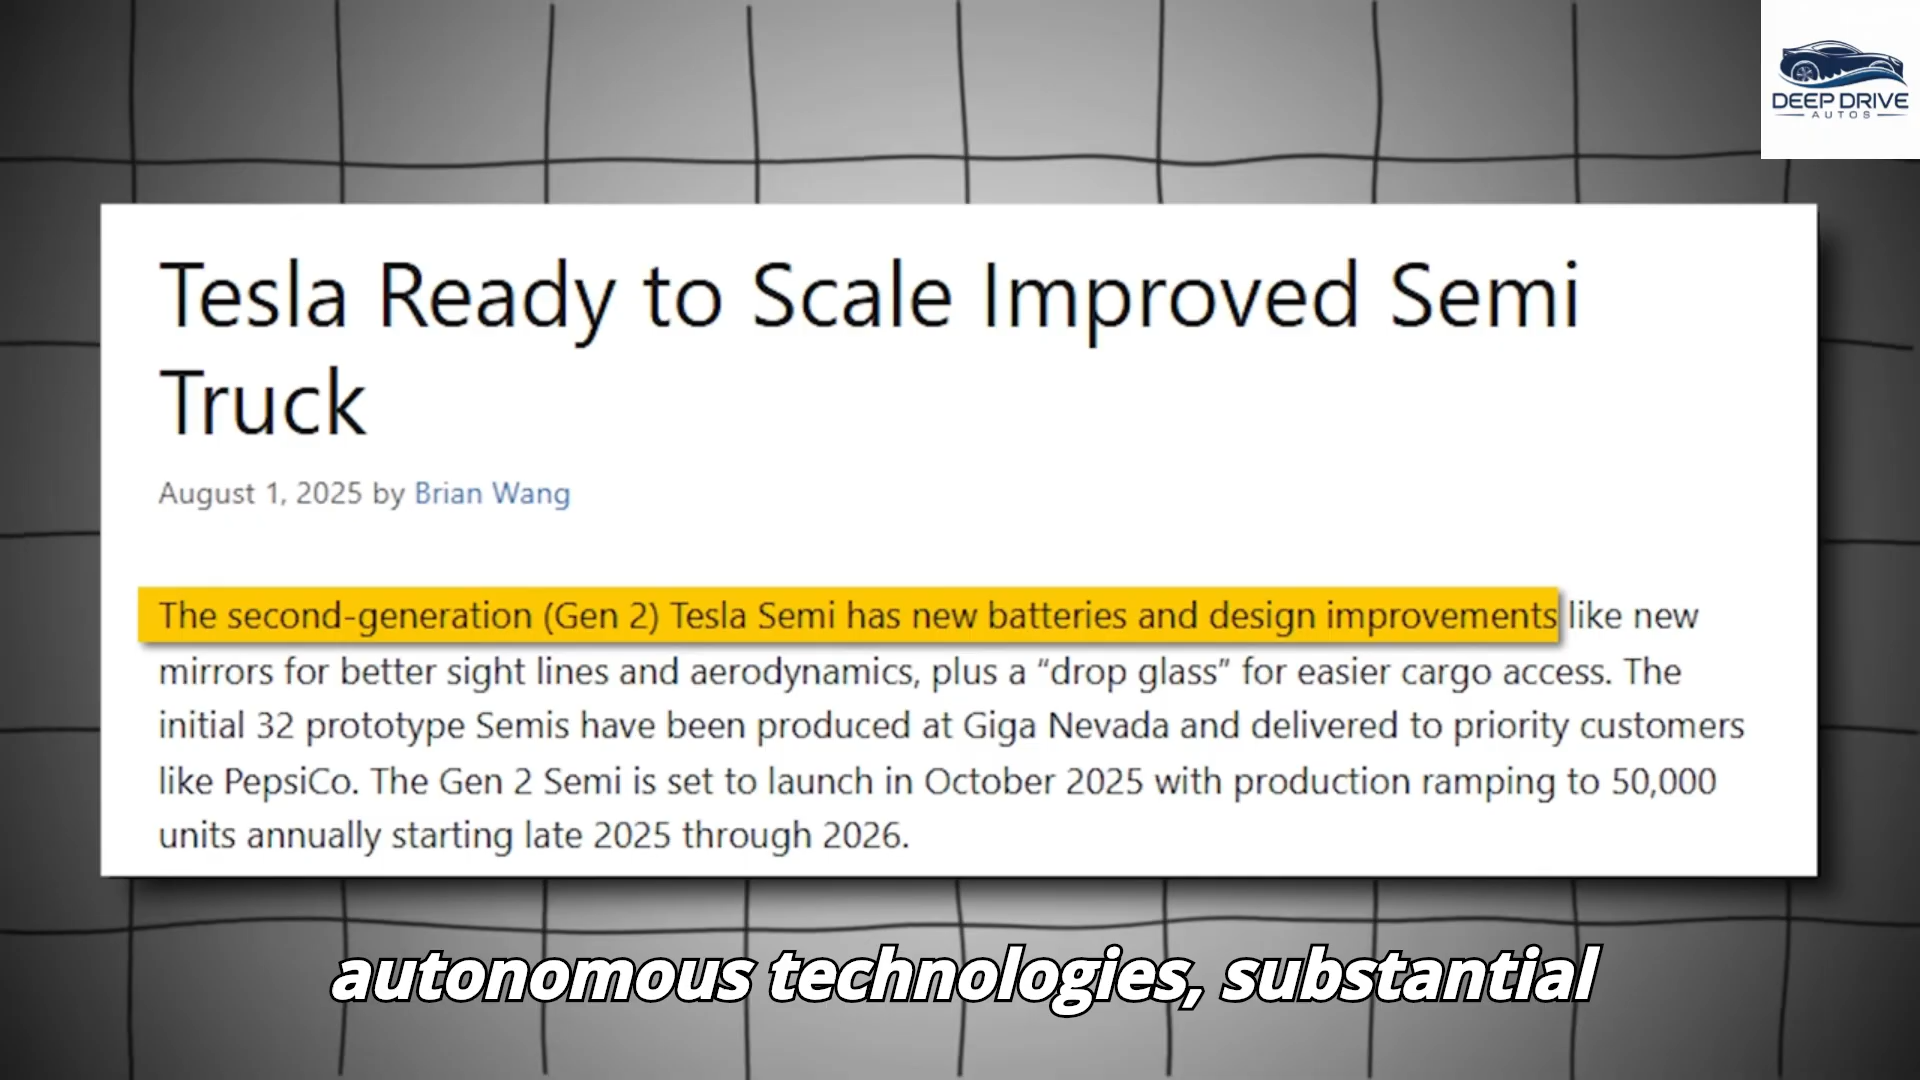 DEEP DRIVE
AUTOS
Tesla Ready to Scale Improved Semi
Truck
August 1, 2025 by Brian Wang
The second-generation (Gen 2) Tesla Semi has new batteries and design improvements like new
mirrors for better sight lines and aerodynamics, plus a “drop glass” for easier cargo access. The
initial 32 prototype Semis have been produced at Giga Nevada and delivered to priority customers
like PepsiCo. The Gen 2 Semi is set to launch in October 2025 with production ramping to 50,000
units annually starting late 2025 through 2026.
autonomous technologies, substantial